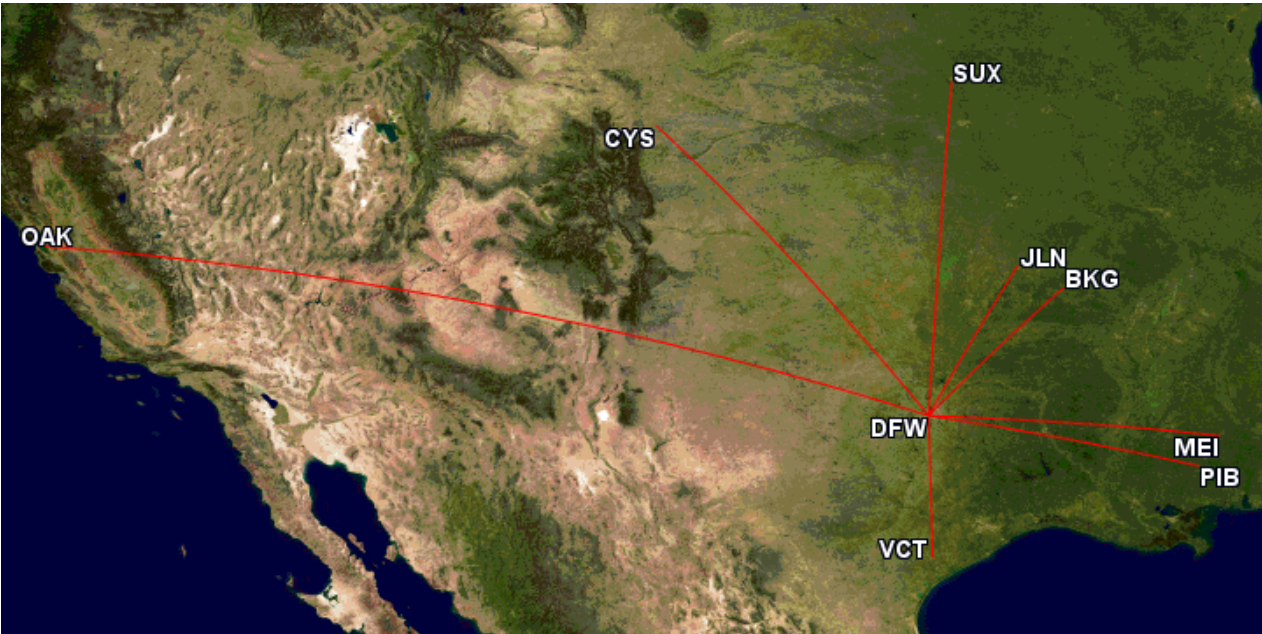 SUX
CYS
OAK
JLN
BKG
DFW
MEI
PIB
VCT